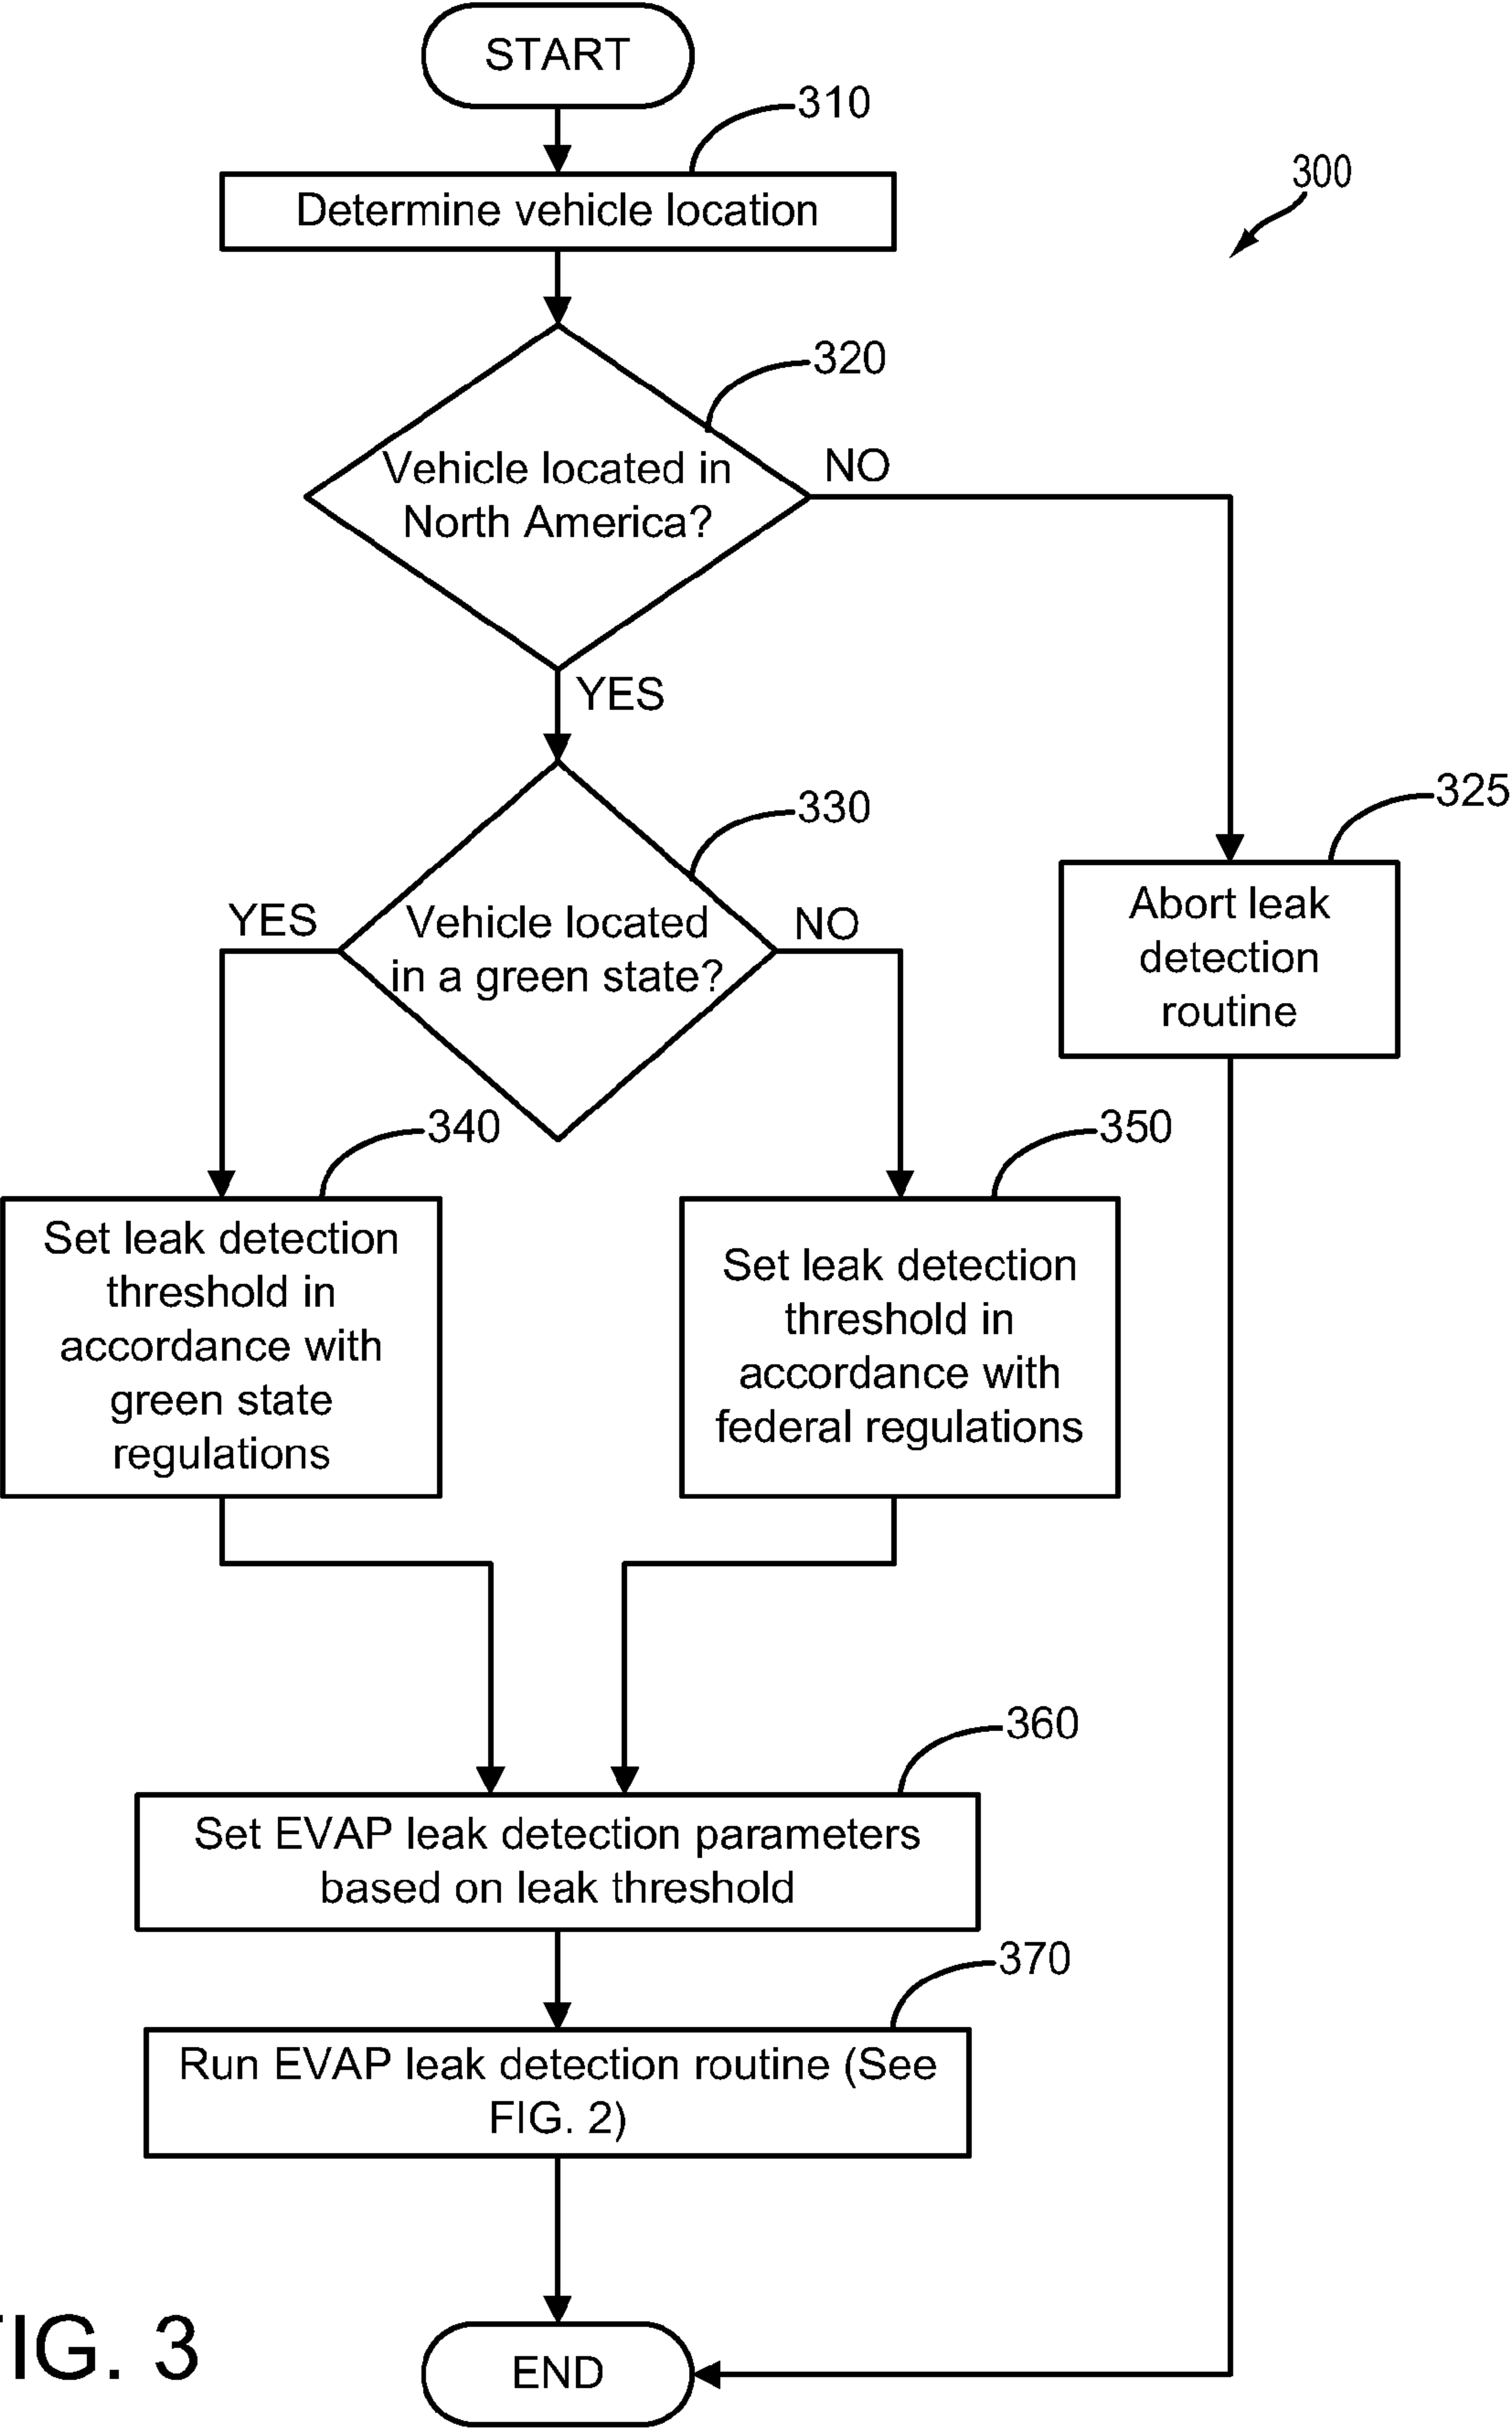 START
310
300
Determine vehicle location
320
Vehicle located in
North America?
NO
YES
330
325
Vehicle located
in a green state?
YES
NO
Abort leak
detection
routine
340
350
Set leak detection
threshold in
accordance with
green state
regulations
Set leak detection
threshold in
accordance with
federal regulations
360
Set EVAP leak detection parameters
based on leak threshold
370
Run EVAP leak detection routine (See
FIG. 2)
IG. 3
END